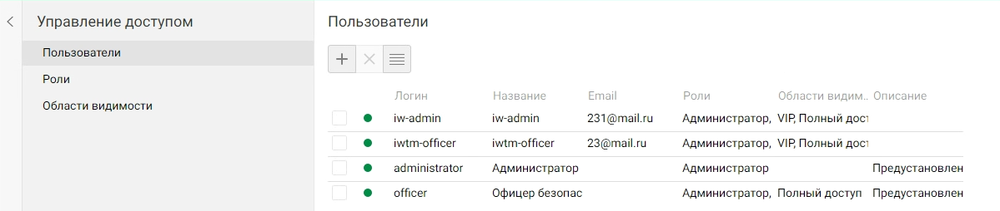 Управление доступом
Пользователи
Роли
Области видимости
Пользователи
Логин Название Email Роли Области видим... Описание
iw-admin iw-admin 231@mail.ru Администратор, VIP, Полный дост
iwtm-officer iwtm-officer 23@mail.ru Администратор, VIP, Полный дост
administrator Администратор Администратор Предустановлен
officer Офицер безопас Администратор, Полный доступ Предустановлен